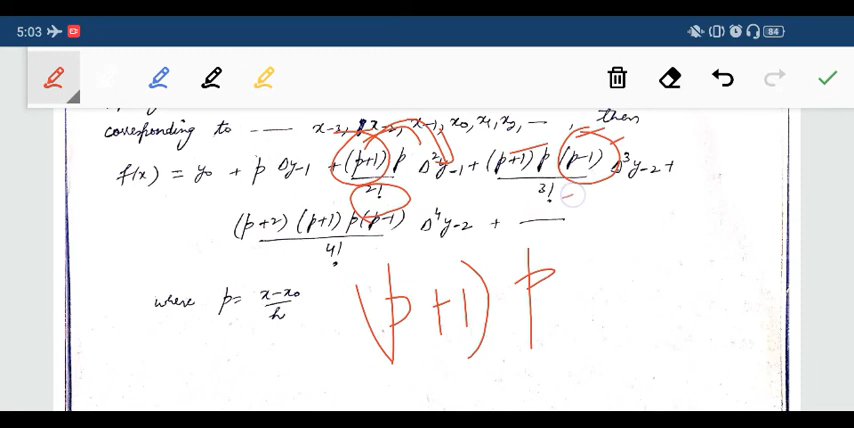 5:03
84
corresponding to ---- x-3, x-2, x-1, x0, x1, x2, --- , then
f(x) = y0 + p Δy-1 + (p+1) p / 2! Δ²y-1 + (p+1) p (p-1) / 3! Δ³y-2 +
(p+2) (p+1) p (p-1) / 4! Δ⁴y-2 + ----
where p = x-x0 / h
(p+1) p